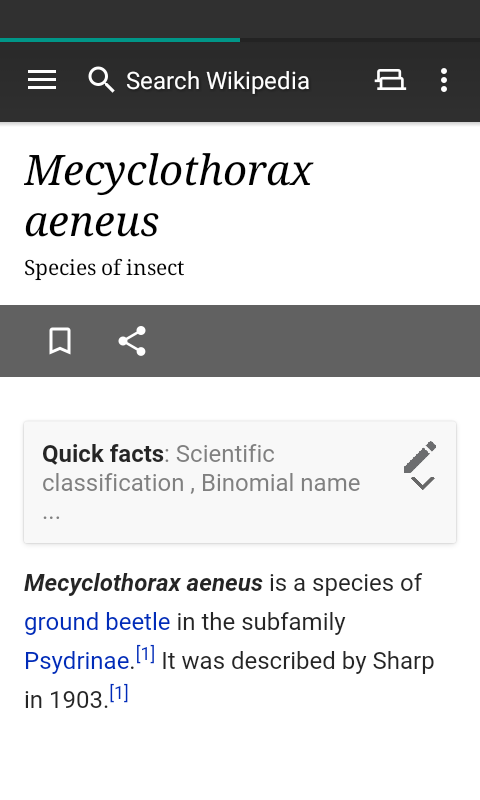 Search Wikipedia
Mecyclothorax
aeneus
Species of insect
Quick facts: Scientific
classification , Binomial name
...
Mecyclothorax aeneus is a species of
ground beetle in the subfamily
Psydrinae.[1] It was described by Sharp
in 1903.[1]